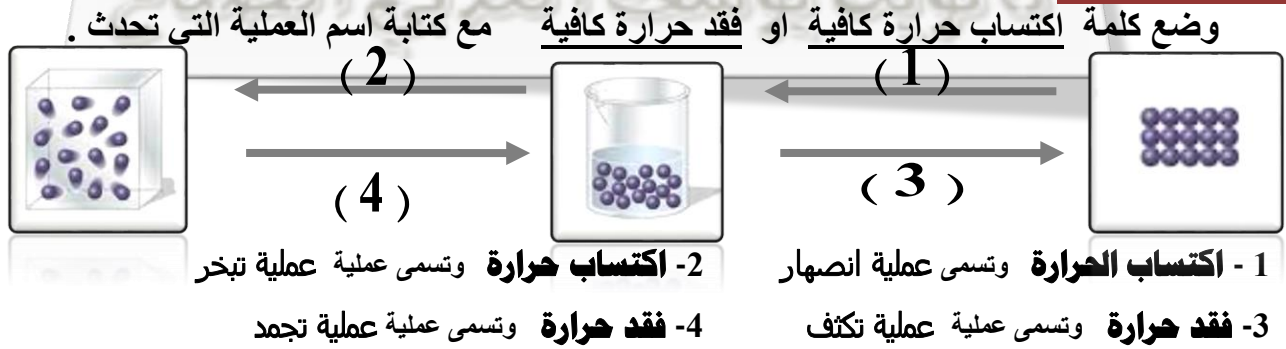 وضع كلمة اكتساب حرارة كافية او فقد حرارة كافية مع كتابة اسم العملية التي تحدث .
( 1 ) ( 2 )
( 3 ) ( 4 )
1 - اكتساب الحرارة وتسمى عملية انصهار 2- اكتساب حرارة وتسمى عملية عملية تبخر
3- فقد حرارة وتسمى عملية عملية تكثف 4- فقد حرارة وتسمى عملية عملية تجمد